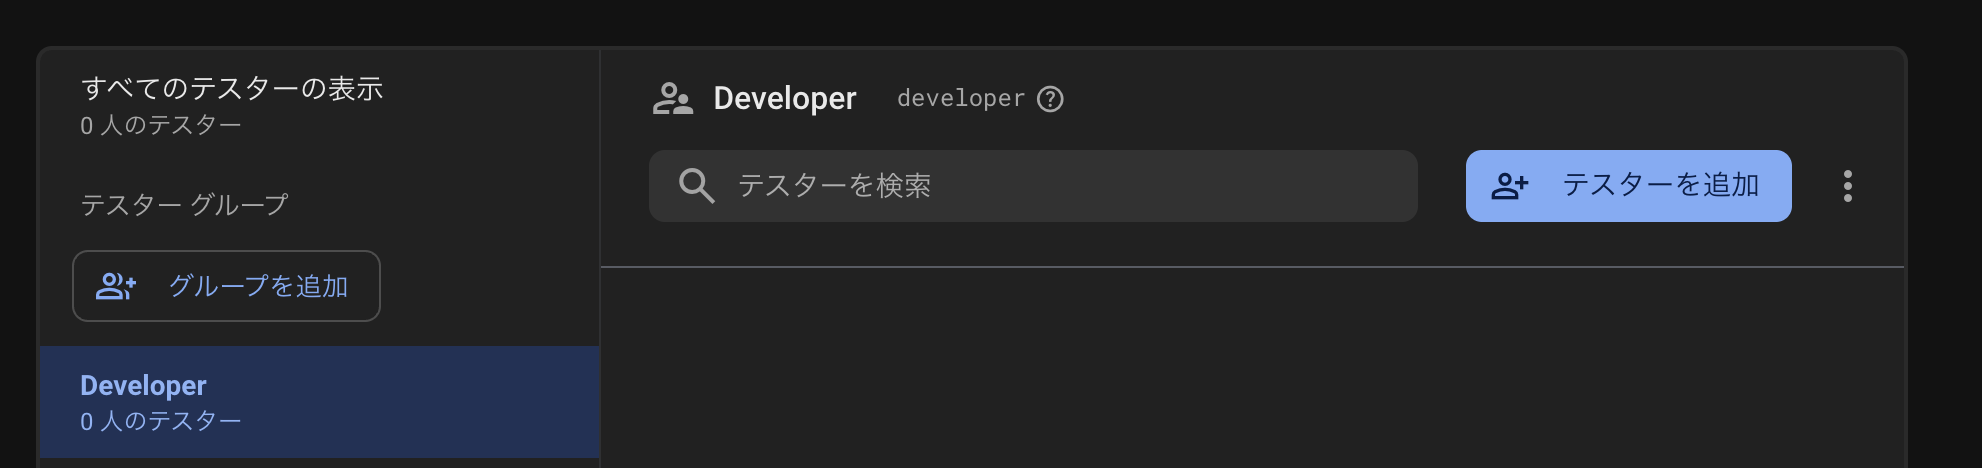 すべてのテスターの表示
0 人のテスター
テスター グループ
グループを追加
Developer
0 人のテスター
Developer developer
テスターを検索
テスターを追加